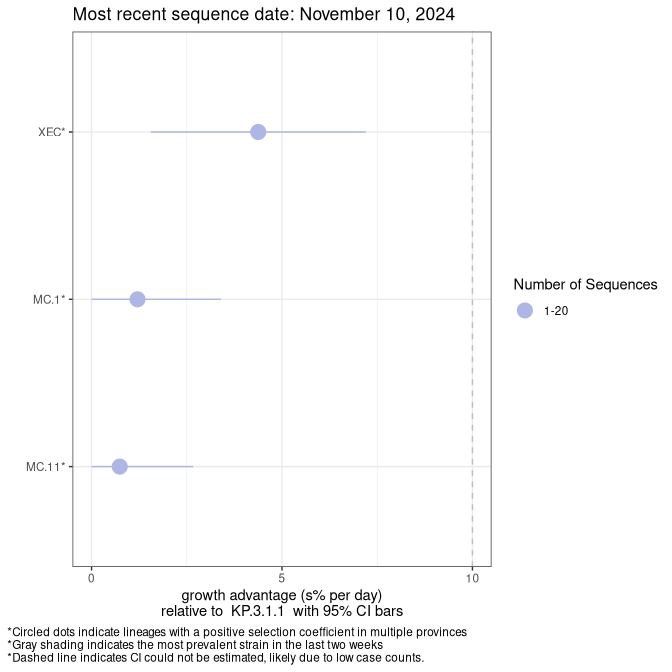 Most recent sequence date: November 10, 2024
XEC*
MC.1*
MC.11*
0 5 10
growth advantage (s% per day)
relative to KP.3.1.1 with 95% CI bars
Number of Sequences
1-20
*Circled dots indicate lineages with a positive selection coefficient in multiple provinces
*Gray shading indicates the most prevalent strain in the last two weeks
*Dashed line indicates CI could not be estimated, likely due to low case counts.